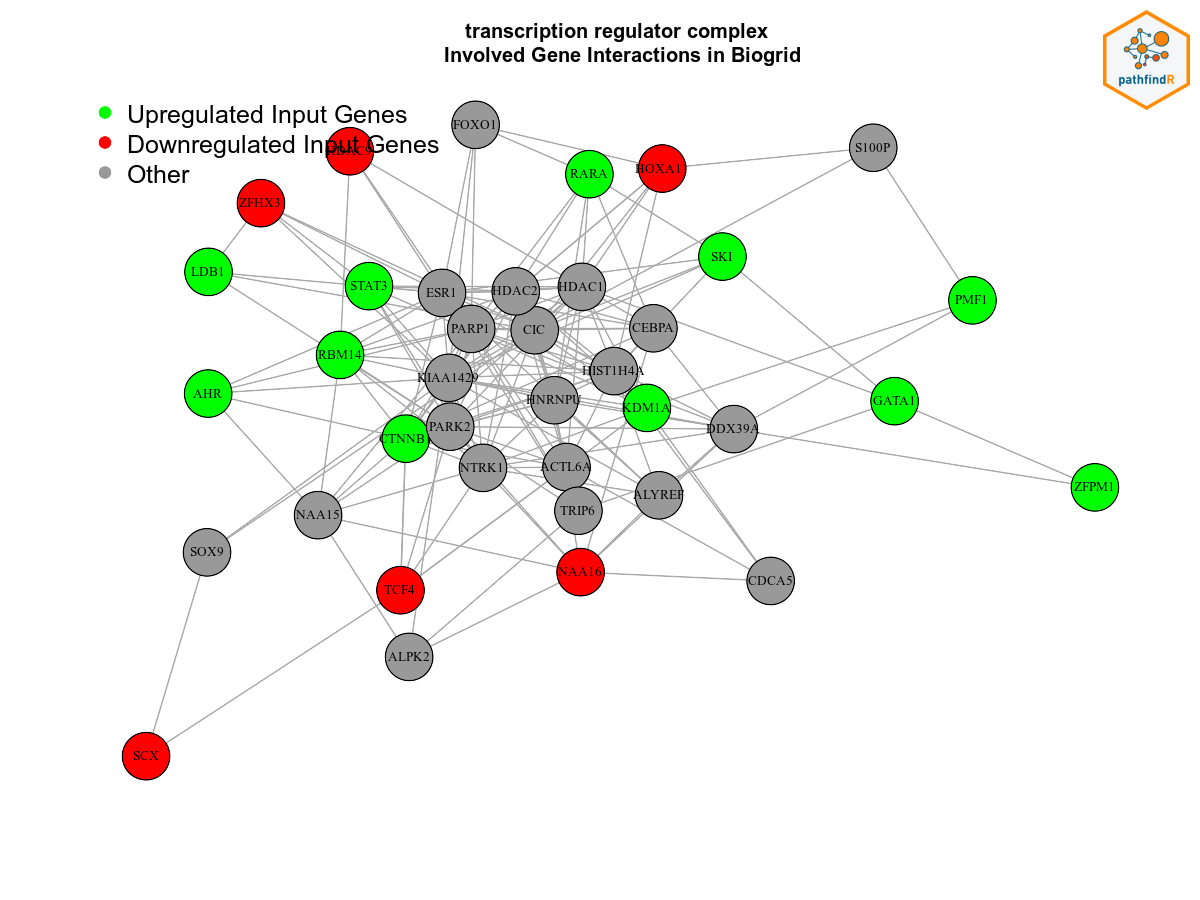 transcription regulator complex
Involved Gene Interactions in Biogrid
pathfindR
Upregulated Input Genes
Downregulated Input Genes
Other
FOXO1
S100P
HOXA1
RARA
ZFHX3
SKI
LDB1
STAT3
ESR1
HDAC2
HDAC1
PMF1
PARP1
CIC
CEBPA
RBM14
KIAA1429
HIST1H4A
AHR
HNRNPU
KDM1A
GATA1
PARK2
DDX39A
CTNNB1
NTRK1
ACTL6A
ZFPM1
ALYREF
NAA15
TRIP6
SOX9
NAA16
CDCA5
TCF4
ALPK2
SCX